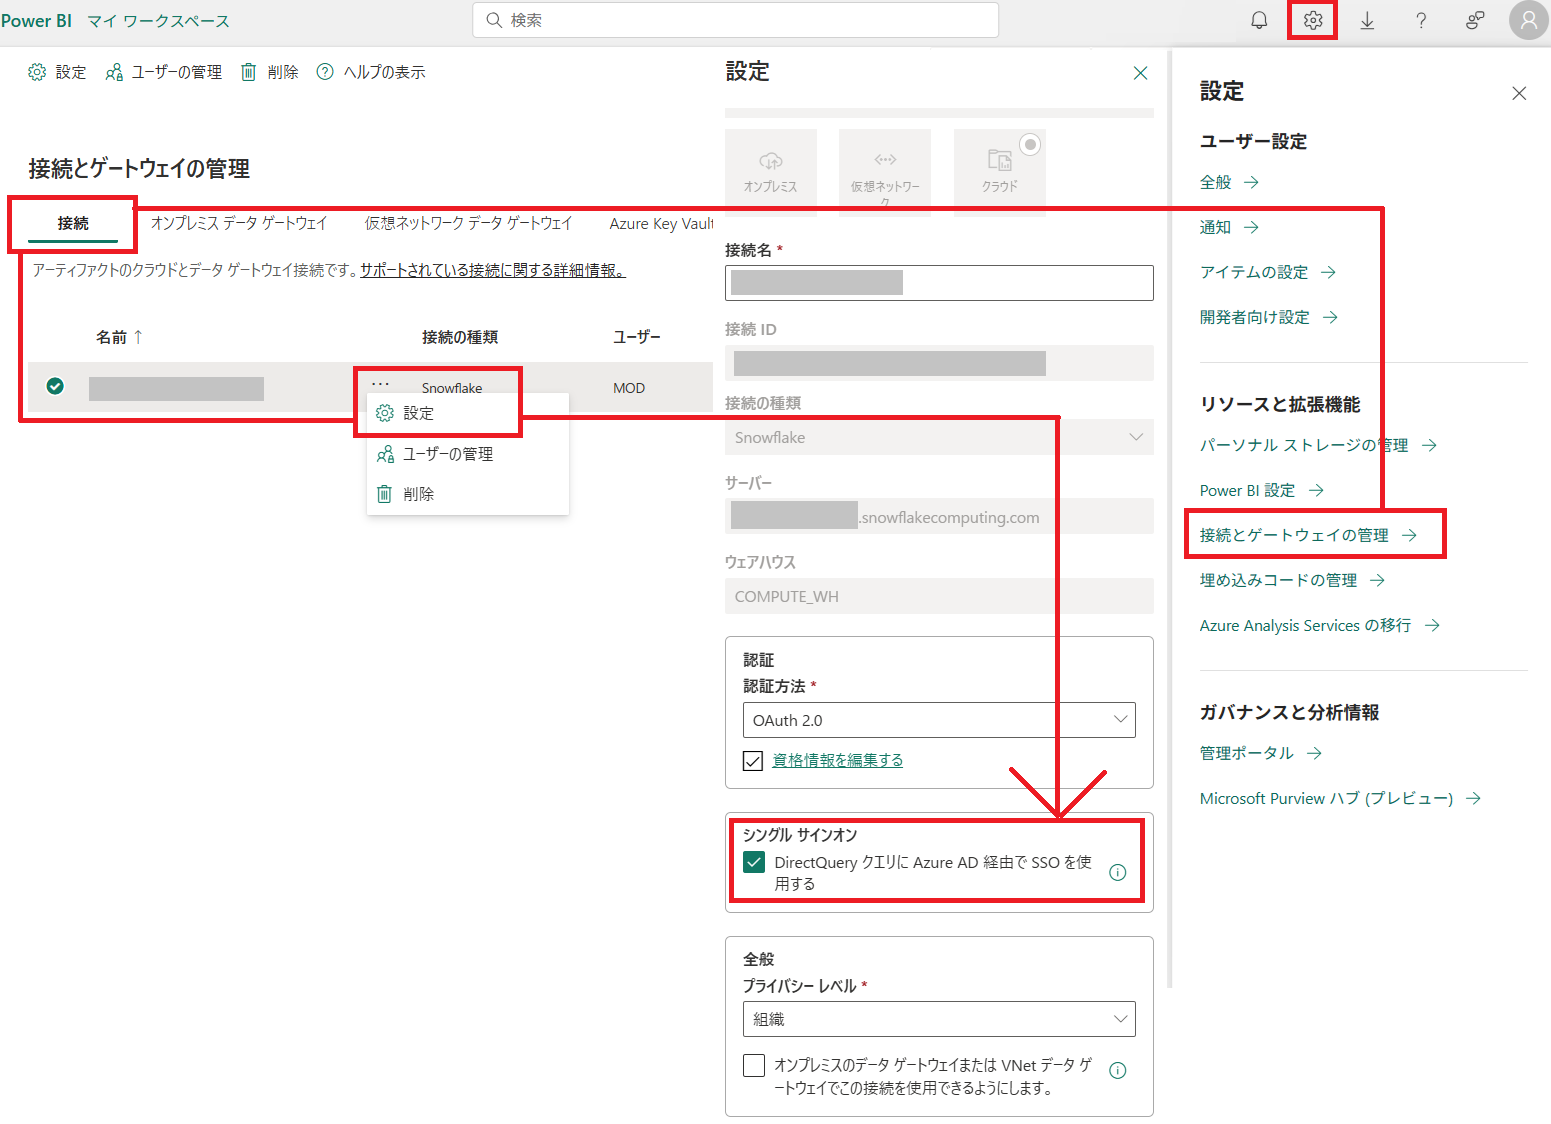 Power BI マイ ワークスペース
検索
設定 ユーザーの管理 削除 ヘルプの表示
接続とゲートウェイの管理
接続 オンプレミス データ ゲートウェイ 仮想ネットワーク データ ゲートウェイ Azure Key Vault
アーティファクトのクラウドとデータ ゲートウェイ接続です。サポートされている接続に関する詳細情報。
名前 ↑ 接続の種類 ユーザー
··· Snowflake MOD
設定
ユーザーの管理
削除
設定
オンプレミス
仮想ネットワー
ク
クラウド
接続名 *
接続 ID
接続の種類
Snowflake
サーバー
.snowflakecomputing.com
ウェアハウス
COMPUTE_WH
認証
認証方法 *
OAuth 2.0
資格情報を編集する
シングル サインオン
DirectQuery クエリに Azure AD 経由で SSO を使
用する
全般
プライバシー レベル *
組織
オンプレミスのデータ ゲートウェイまたは VNet データ ゲ
ートウェイでこの接続を使用できるようにします。
設定
ユーザー設定
全般 →
通知 →
アイテムの設定 →
開発者向け設定 →
リソースと拡張機能
パーソナル ストレージの管理 →
Power BI 設定 →
接続とゲートウェイの管理 →
埋め込みコードの管理 →
Azure Analysis Services の移行 →
ガバナンスと分析情報
管理ポータル →
Microsoft Purview ハブ (プレビュー) →